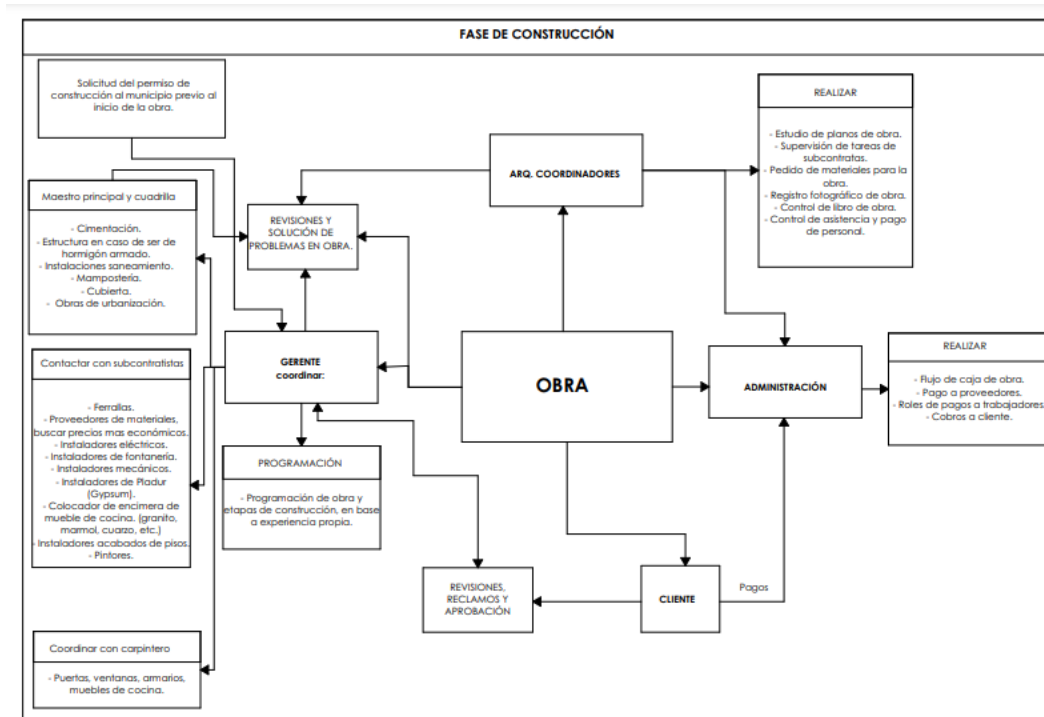 FASE DE CONSTRUCCIÓN
Solicitud del permiso de
construcción al municipio previo al
inicio de la obra.
Maestro principal y cuadrilla
- Cimentación.
- Estructura en caso de ser de
hormigón armado.
- Instalaciones saneamiento.
- Mampostería.
- Cubierta.
- Obras de urbanización.
Contactar con subcontratistas
- Ferrallas.
- Proveedores de materiales,
buscar precios mas económicos.
- Instaladores eléctricos.
- Instaladores de fontanería.
- Instaladores mecánicos.
- Instaladores de Pladur
(Gypsum).
- Colocador de encimera de
mueble de cocina. (granito,
marmol, cuarzo, etc.)
- Instaladores acabados de pisos.
- Pintores.
Coordinar con carpintero
- Puertas, ventanas, armarios,
muebles de cocina.
REVISIONES Y
SOLUCIÓN DE
PROBLEMAS EN OBRA.
GERENTE
coordinar:
PROGRAMACIÓN
- Programación de obra y
etapas de construcción, en base
a experiencia propia.
ARQ. COORDINADORES
OBRA
REVISIONES,
RECLAMOS Y
APROBACIÓN
CLIENTE
Pagos
ADMINISTRACIÓN
REALIZAR
- Estudio de planos de obra.
- Supervisión de tareas de
subcontratas.
- Pedido de materiales para la
obra.
- Registro fotográfico de obra.
- Control de libro de obra.
- Control de asistencia y pago
de personal.
REALIZAR
- Flujo de caja de obra.
- Pago a proveedores.
- Roles de pagos a trabajadores
- Cobros a cliente.